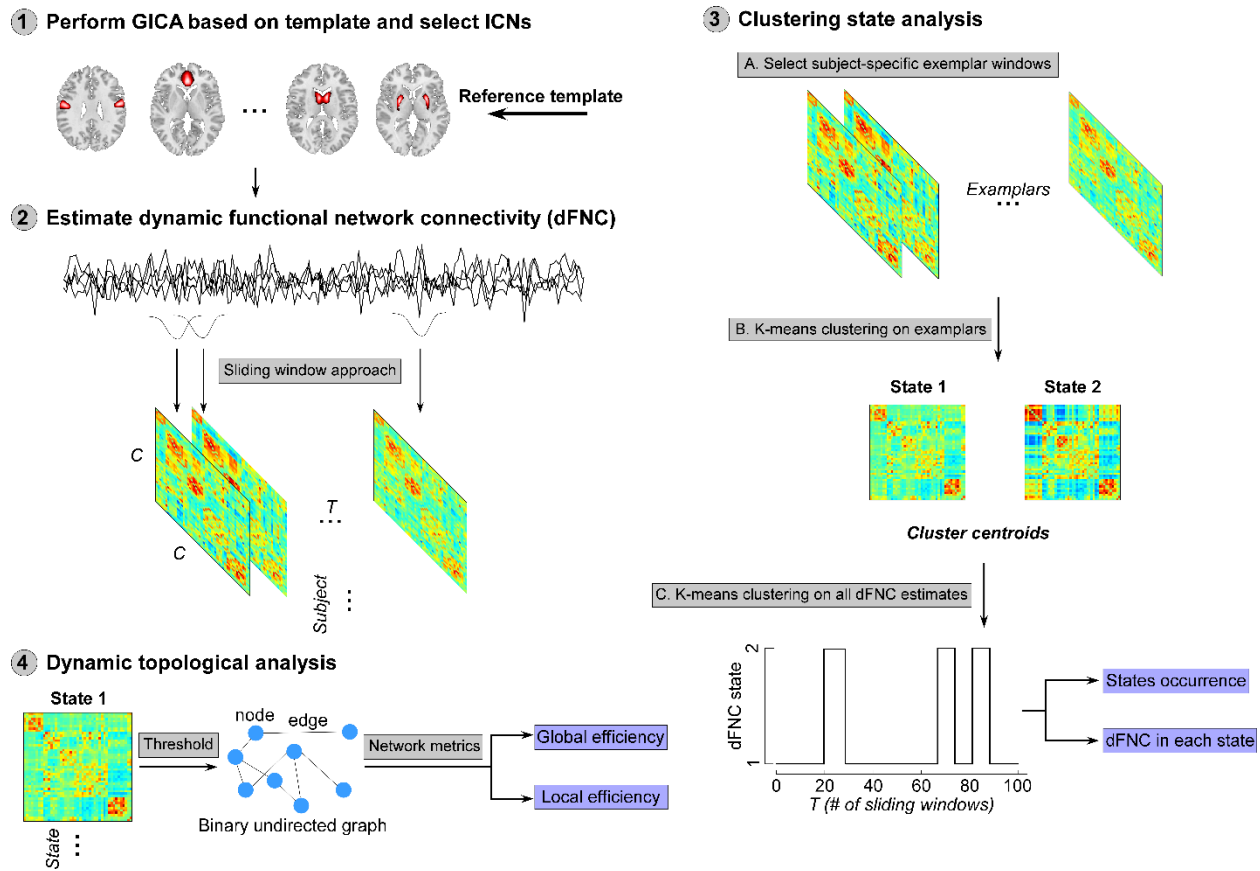 1 Perform GICA based on template and select ICNs
...
Reference template
2 Estimate dynamic functional network connectivity (dFNC)
Sliding window approach
C
C
T
...
Subject
...
3 Clustering state analysis
A. Select subject-specific exemplar windows
Examplars
...
B. K-means clustering on examplars
State 1
State 2
Cluster centroids
C. K-means clustering on all dFNC estimates
dFNC state
2
1
0 20 40 60 80 100
T (# of sliding windows)
States occurrence
dFNC in each state
4 Dynamic topological analysis
State 1
State
...
Threshold
node
edge
Binary undirected graph
Network metrics
Global efficiency
Local efficiency